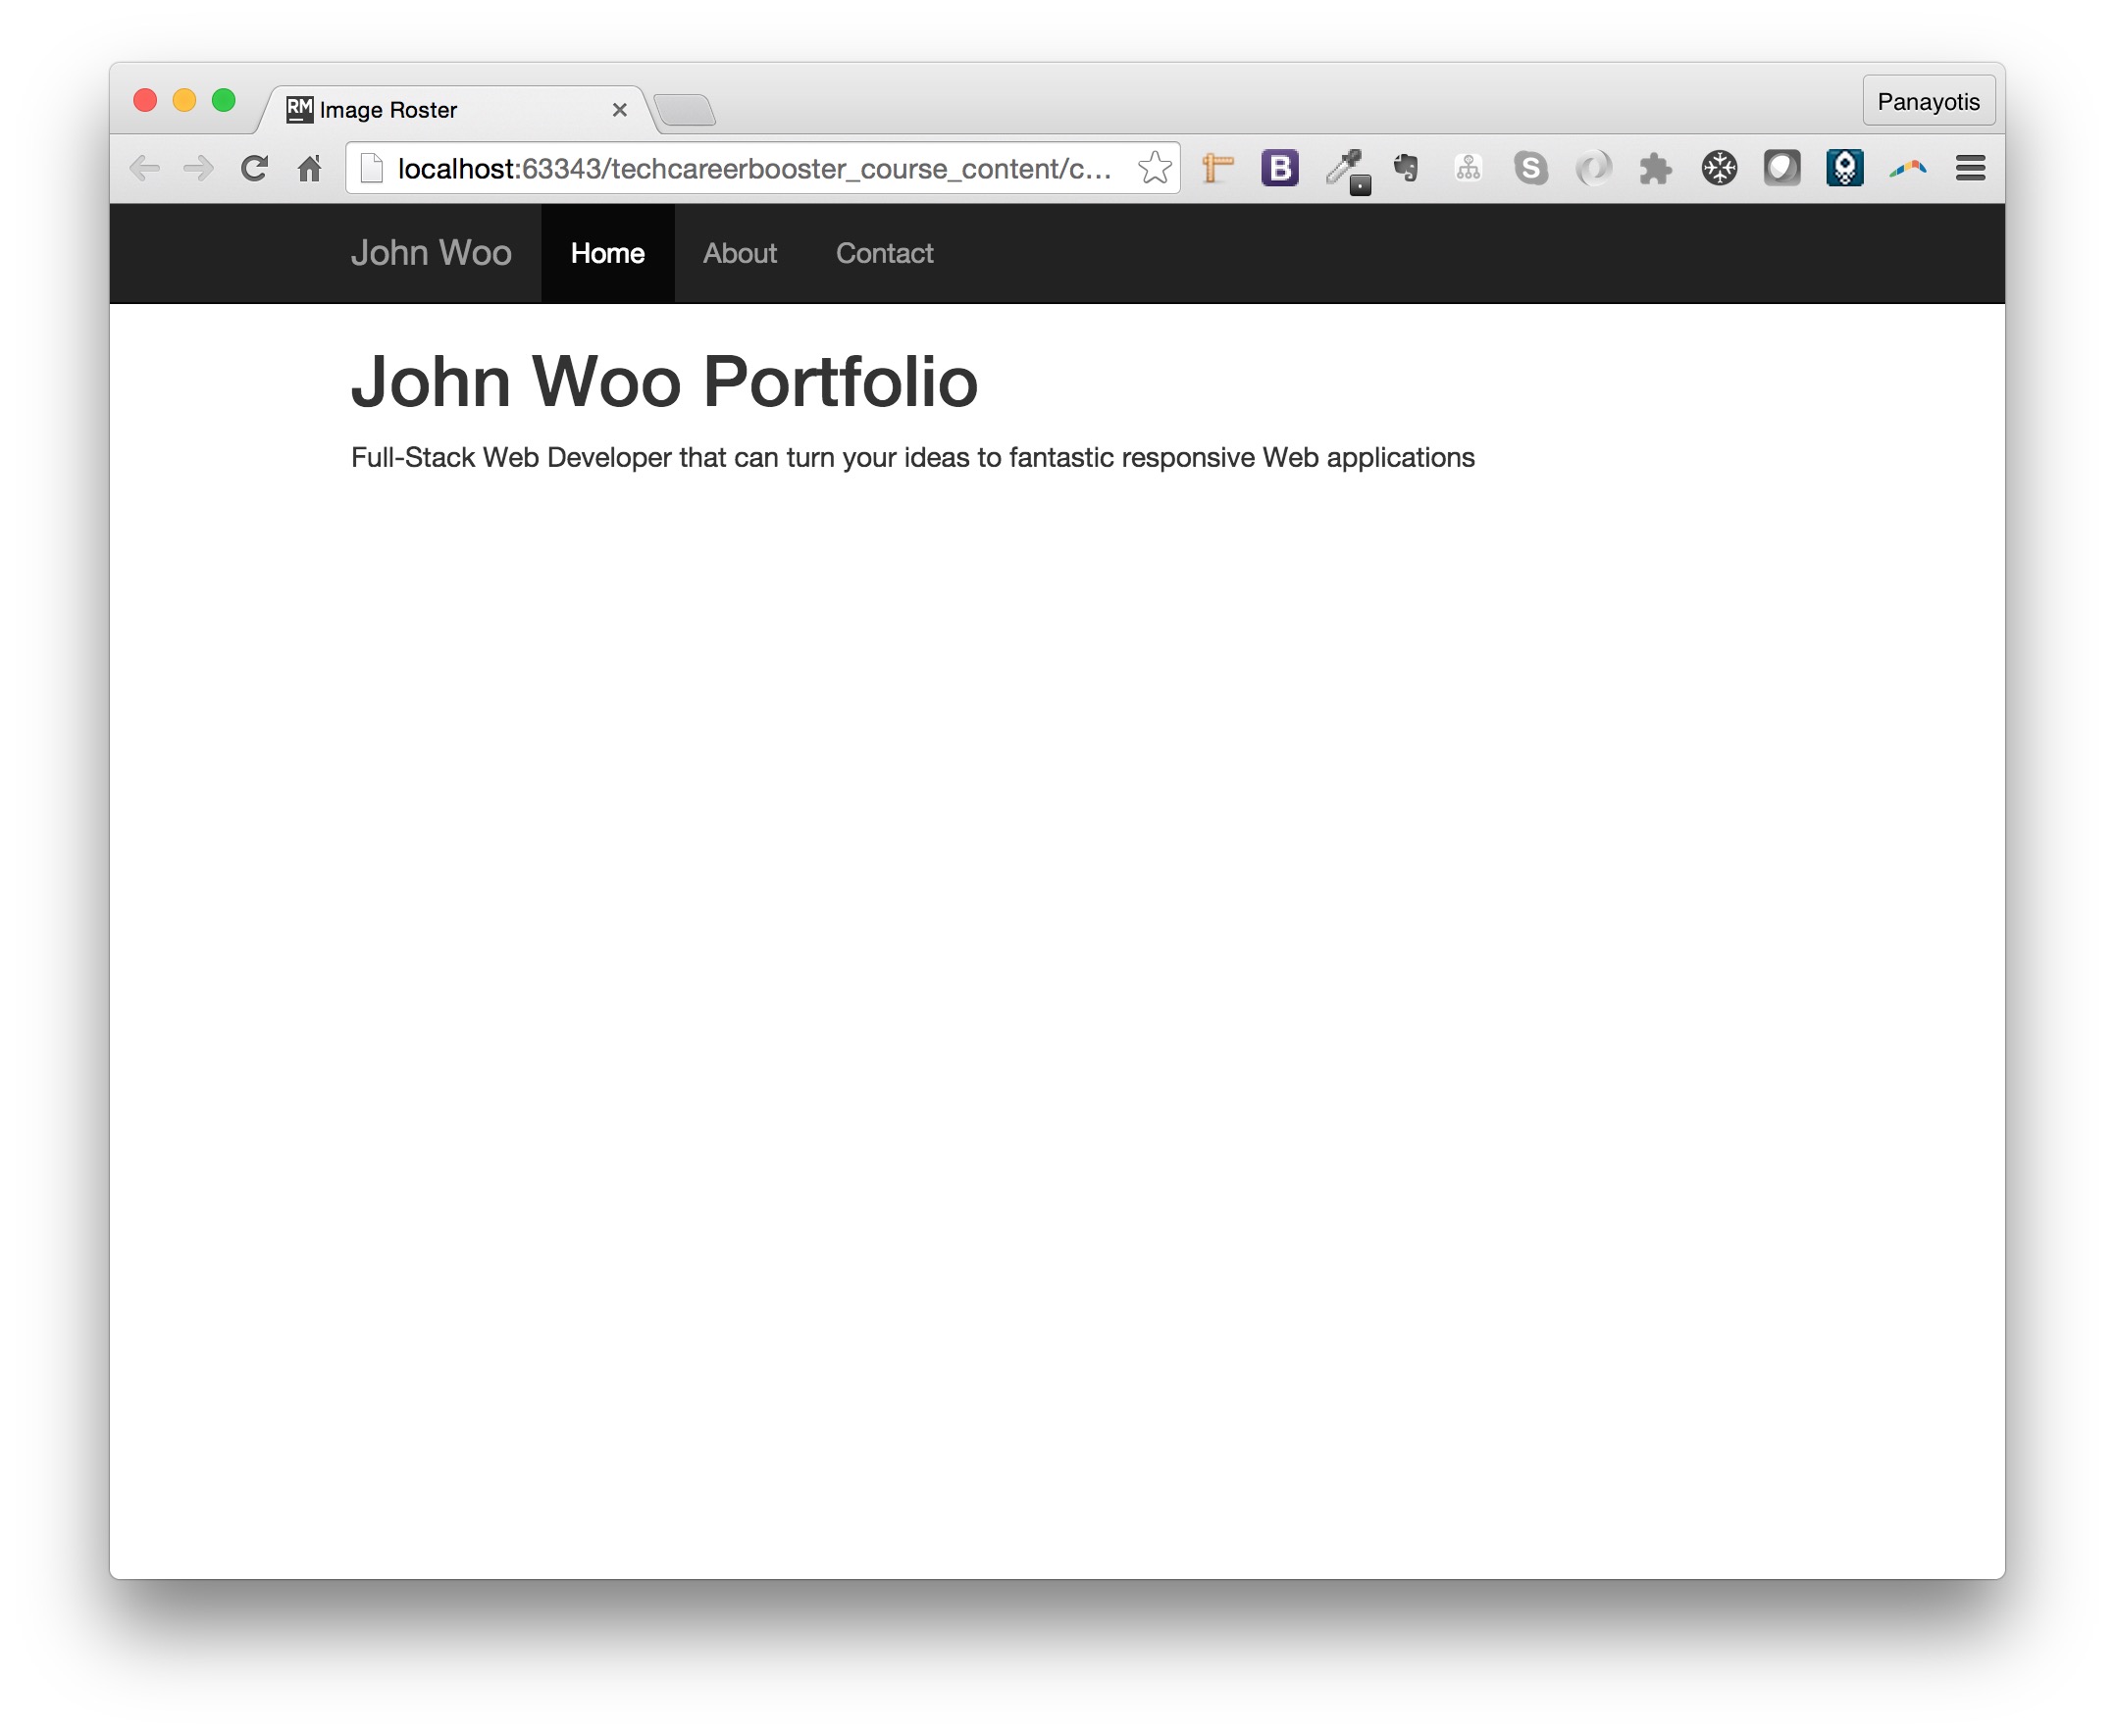 RM Image Roster
Panayotis
localhost:63343/techcareerbooster_course_content/c...
B
S
John Woo Home About Contact
John Woo Portfolio
Full-Stack Web Developer that can turn your ideas to fantastic responsive Web applications